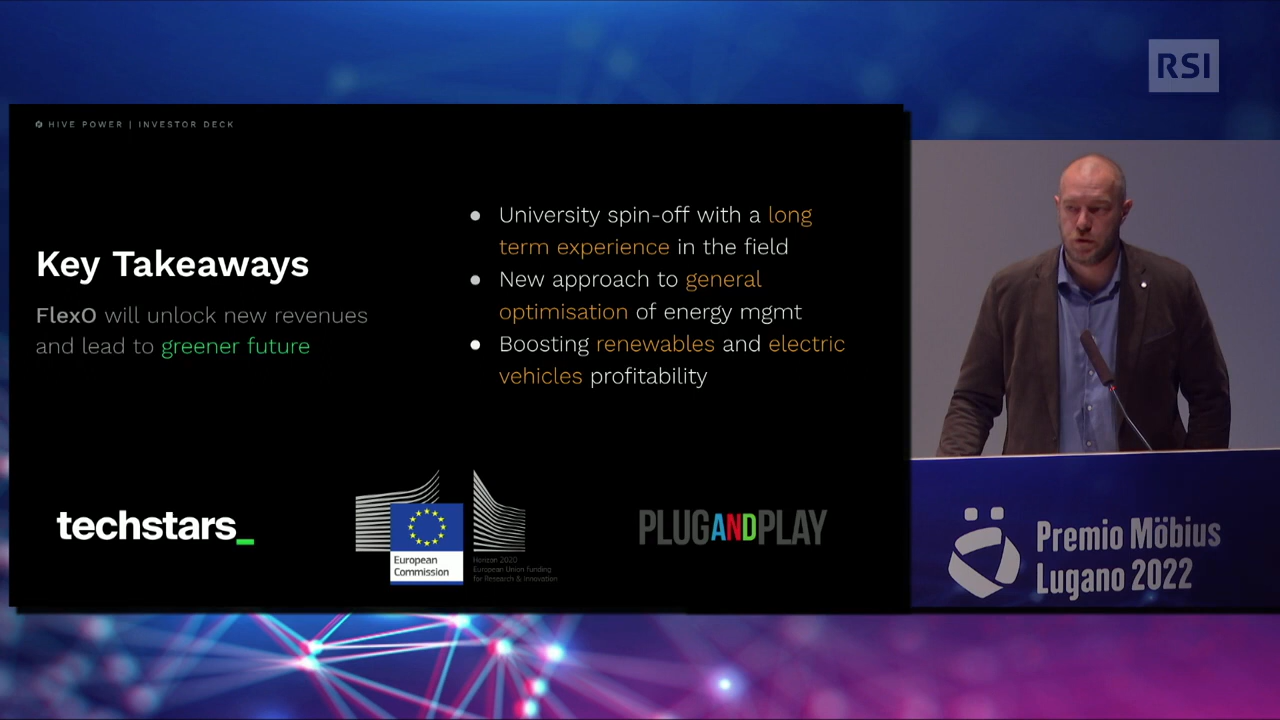 RSI
HIVE POWER | INVESTOR DECK
Key Takeaways
FlexO will unlock new revenues
and lead to greener future
● University spin-off with a long
term experience in the field
● New approach to general
optimisation of energy mgmt
● Boosting renewables and electric
vehicles profitability
techstars_
European
Commission
Horizon 2020
European Union funding
for Research & Innovation
PLUGANDPLAY
Premio Möbius
Lugano 2022